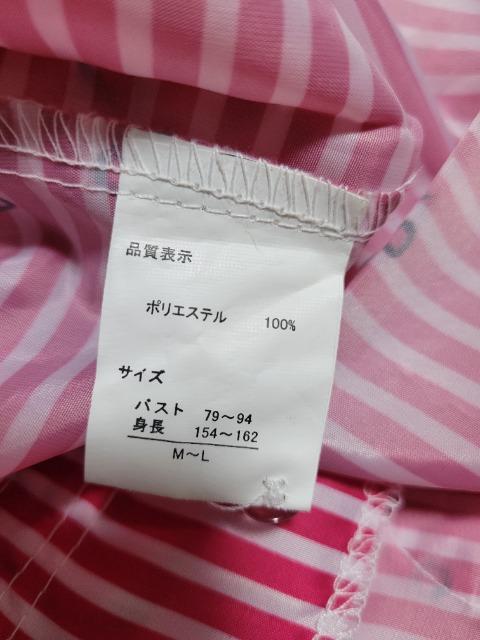 品質表示
ポリエステル 100%
サイズ
バスト 79～94
身長 154～162
M～L